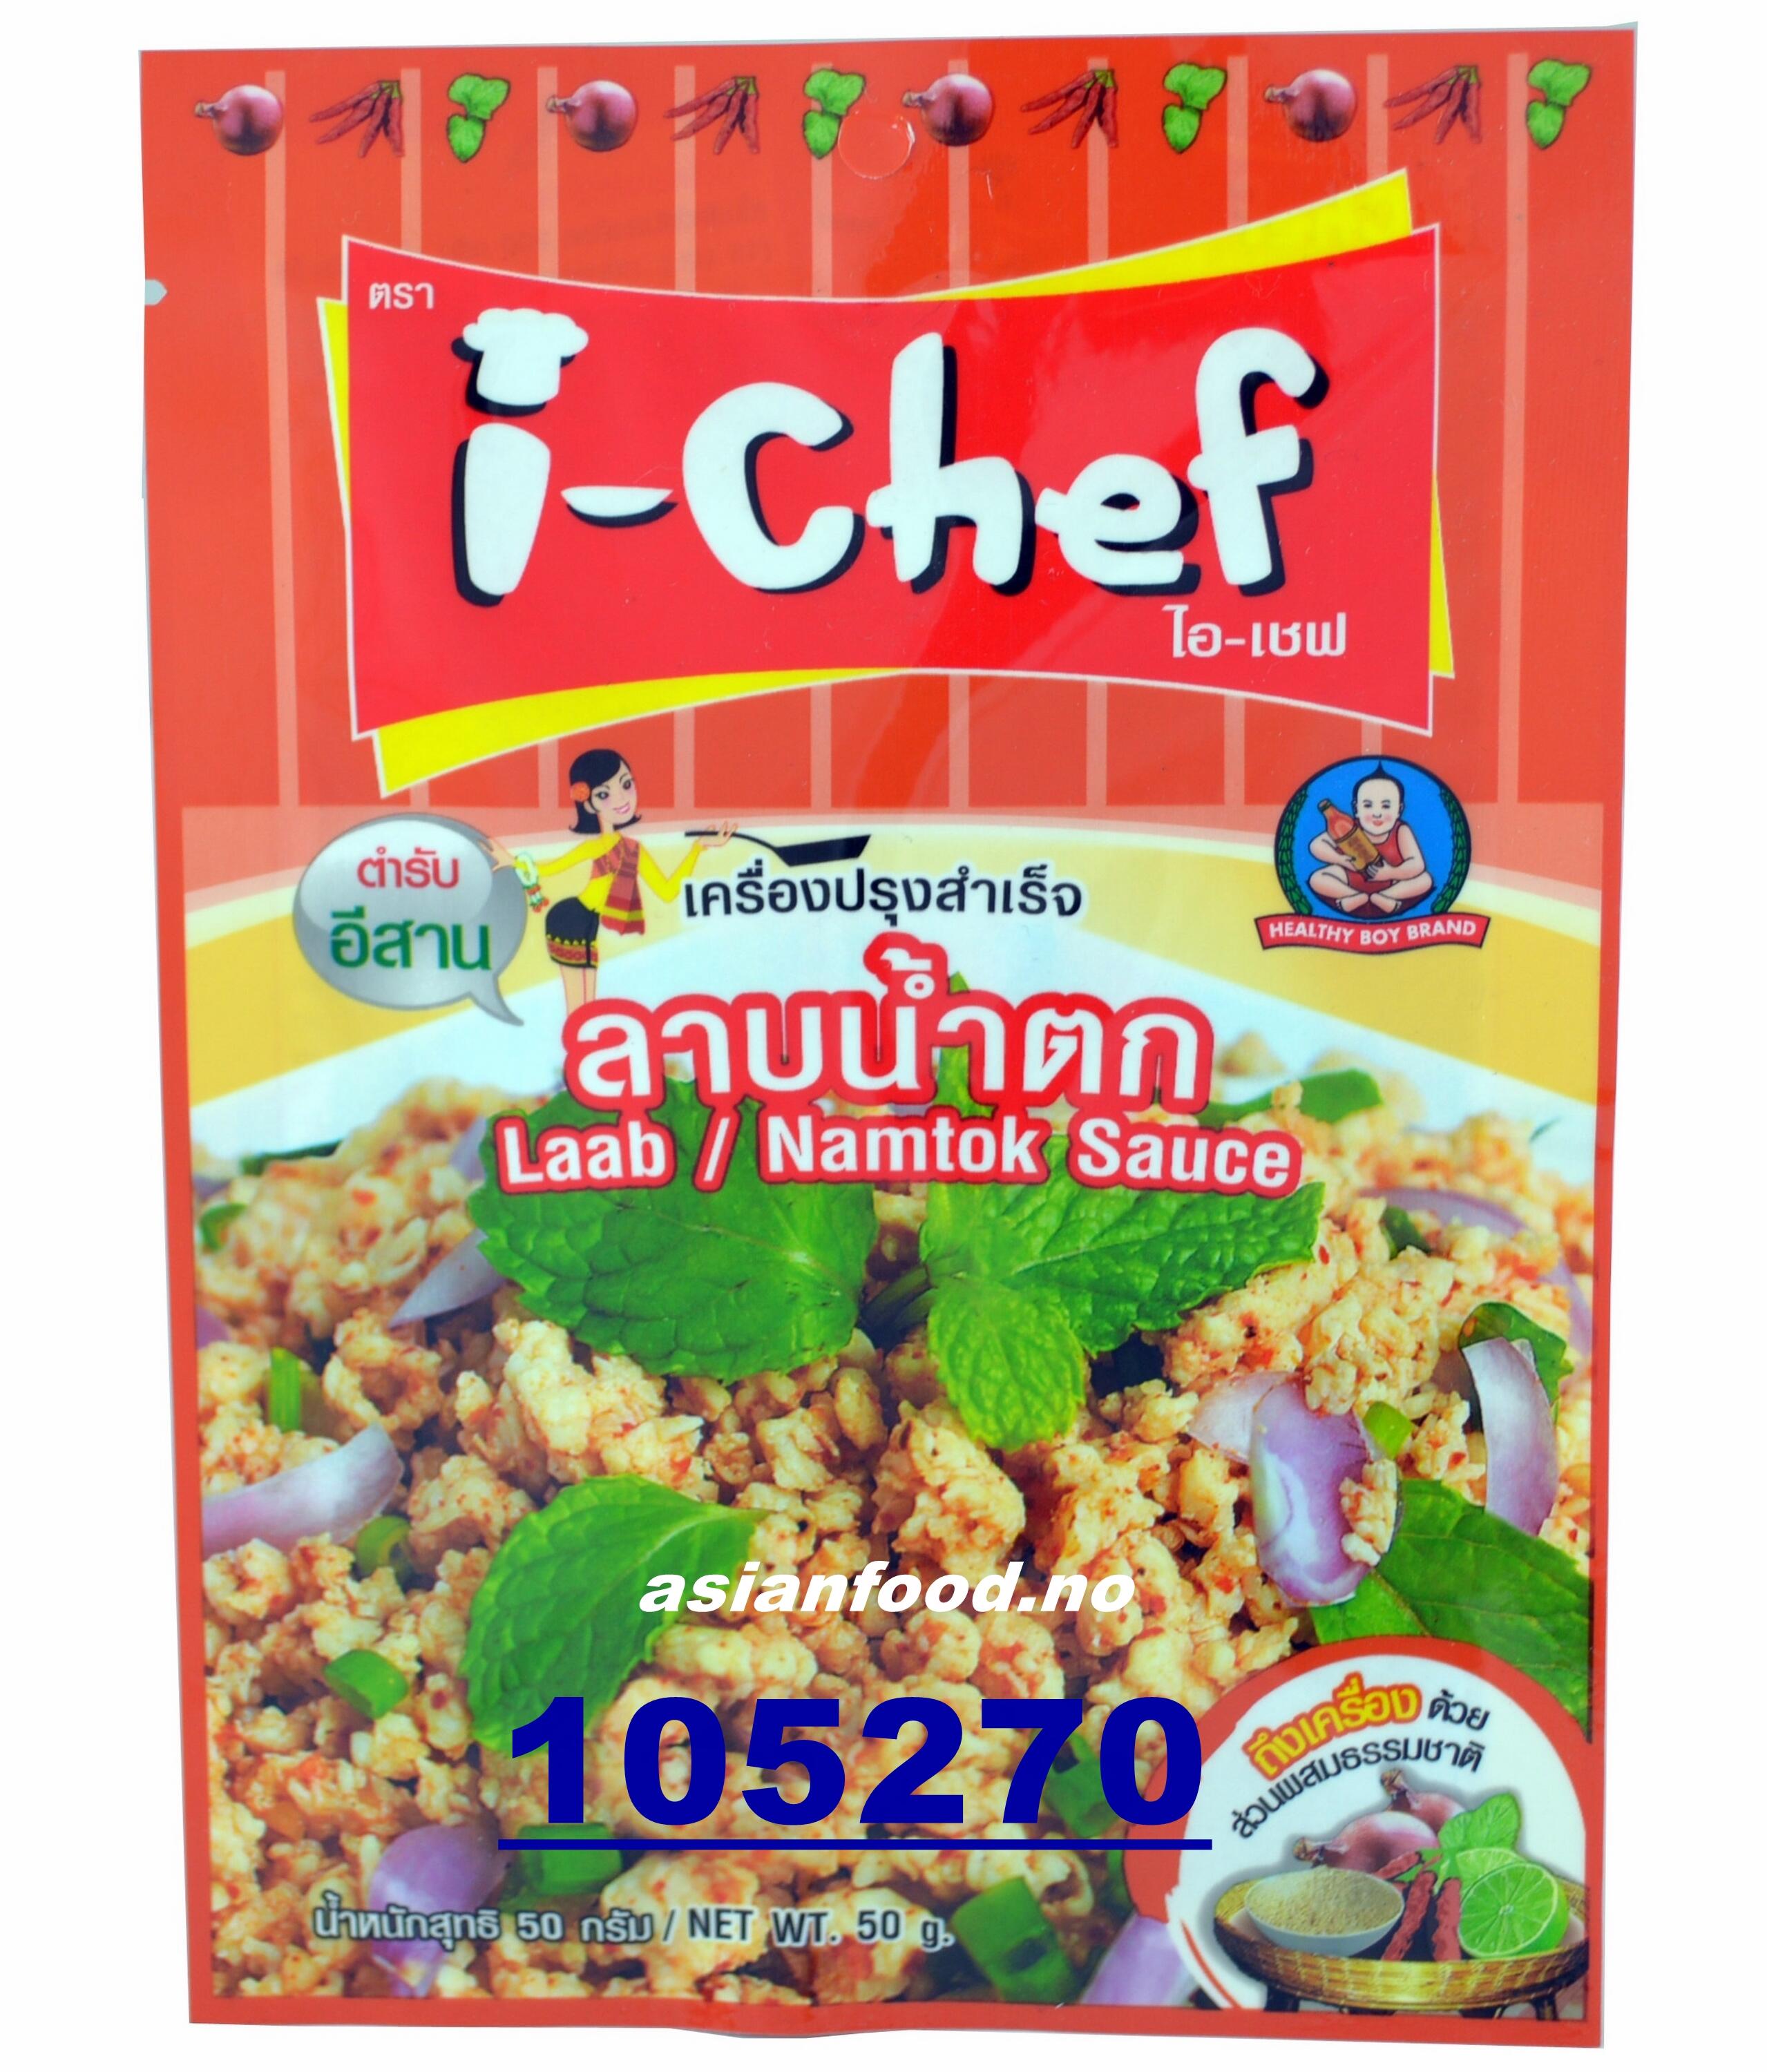 ตรา
i-Chef
ไอ-เชฟ
ตำรับ
อีสาน
เครื่องปรุงสำเร็จ
HEALTHY BOY BRAND
ลาบน้ำตก
Laab / Namtok Sauce
asianfood.no
105270
ถึงเครื่อง ด้วย
ส่วนผสมธรรมชาติ
น้ำหนักสุทธิ 50 กรัม / NET WT. 50 g.